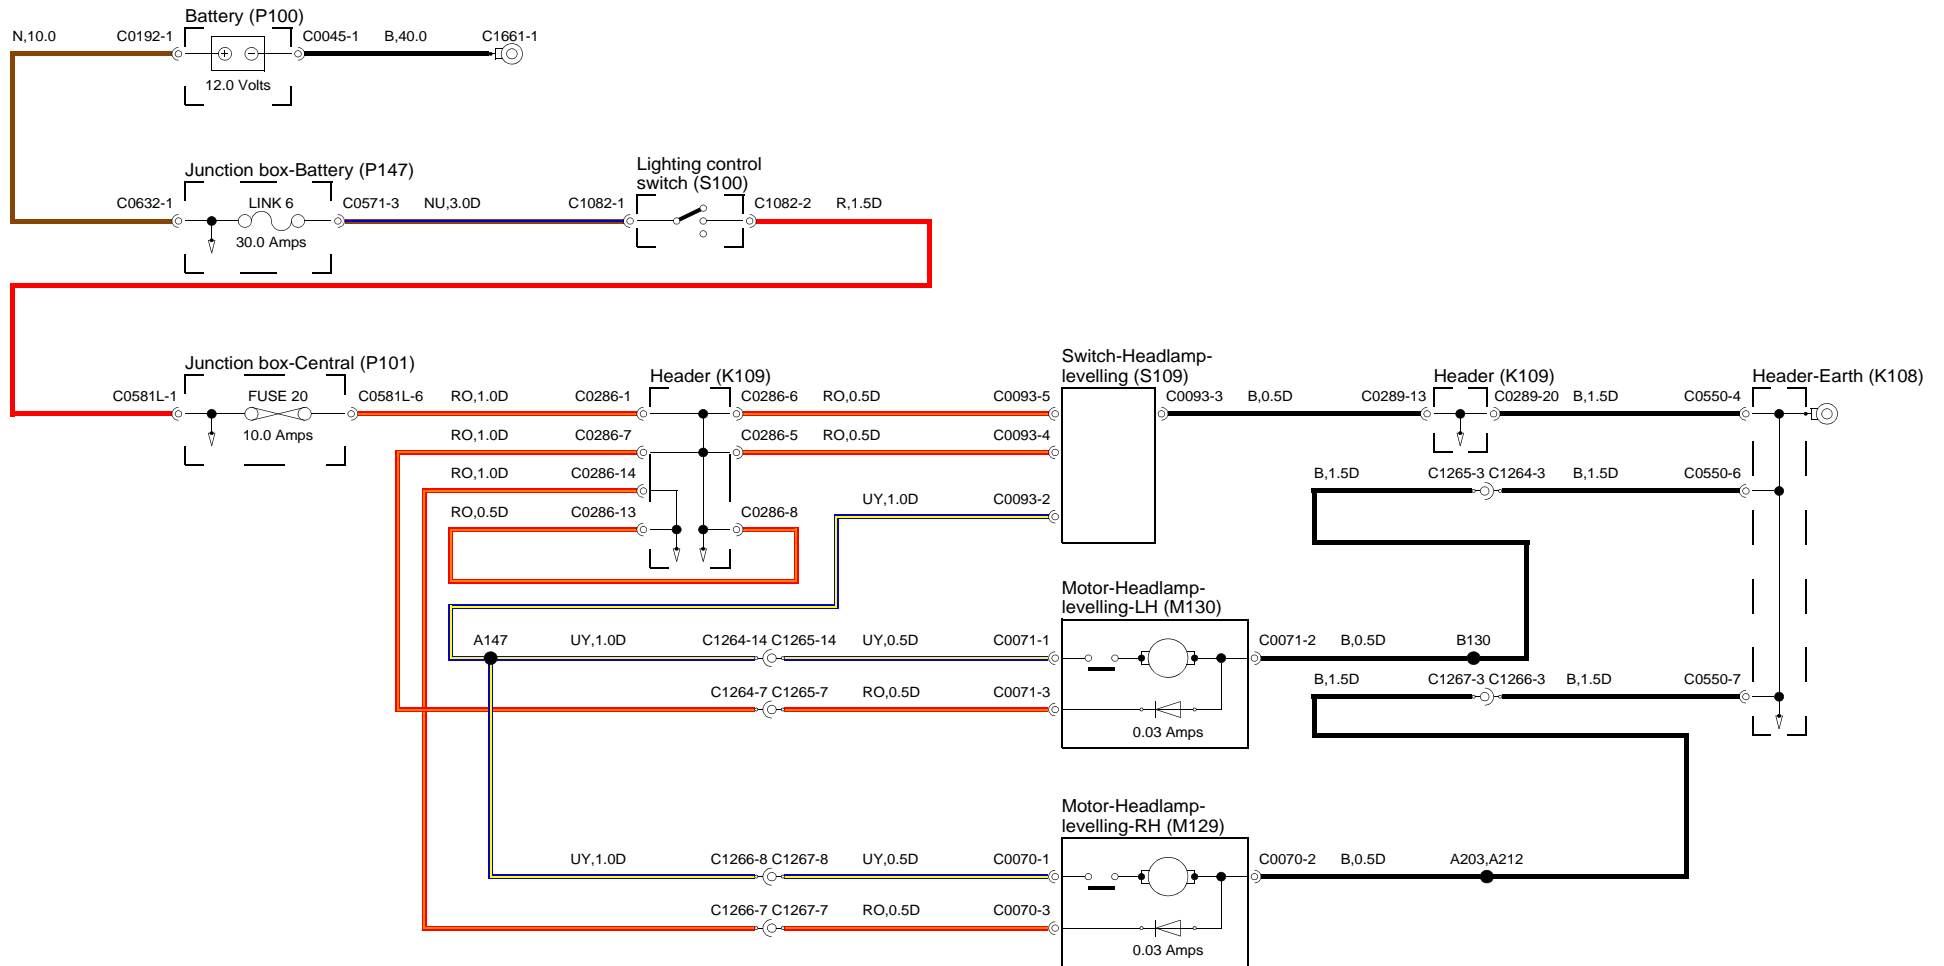 Battery (P100)
N,10.0
C0192-1
C0045-1
B,40.0
C1661-1
12.0 Volts
Junction box-Battery (P147)
Lighting control
switch (S100)
C0632-1
LINK 6
C0571-3
NU,3.0D
C1082-1
C1082-2
R,1.5D
30.0 Amps
Junction box-Central (P101)
Header (K109)
Switch-Headlamp-
levelling (S109)
Header (K109)
Header-Earth (K108)
C0581L-1
FUSE 20
C0581L-6
RO,1.0D
C0286-1
C0286-6
RO,0.5D
C0093-5
C0093-3
B,0.5D
C0289-13
C0289-20
B,1.5D
C0550-4
10.0 Amps
RO,1.0D
C0286-7
C0286-5
RO,0.5D
C0093-4
RO,1.0D
C0286-14
B,1.5D
C1265-3 C1264-3
B,1.5D
C0550-6
UY,1.0D
C0093-2
RO,0.5D
C0286-13
C0286-8
Motor-Headlamp-
levelling-LH (M130)
A147
UY,1.0D
C1264-14 C1265-14
UY,0.5D
C0071-1
C0071-2
B,0.5D
B130
C1264-7 C1265-7
RO,0.5D
C0071-3
B,1.5D
C1267-3 C1266-3
B,1.5D
C0550-7
0.03 Amps
Motor-Headlamp-
levelling-RH (M129)
UY,1.0D
C1266-8 C1267-8
UY,0.5D
C0070-1
C0070-2
B,0.5D
A203,A212
C1266-7 C1267-7
RO,0.5D
C0070-3
0.03 Amps